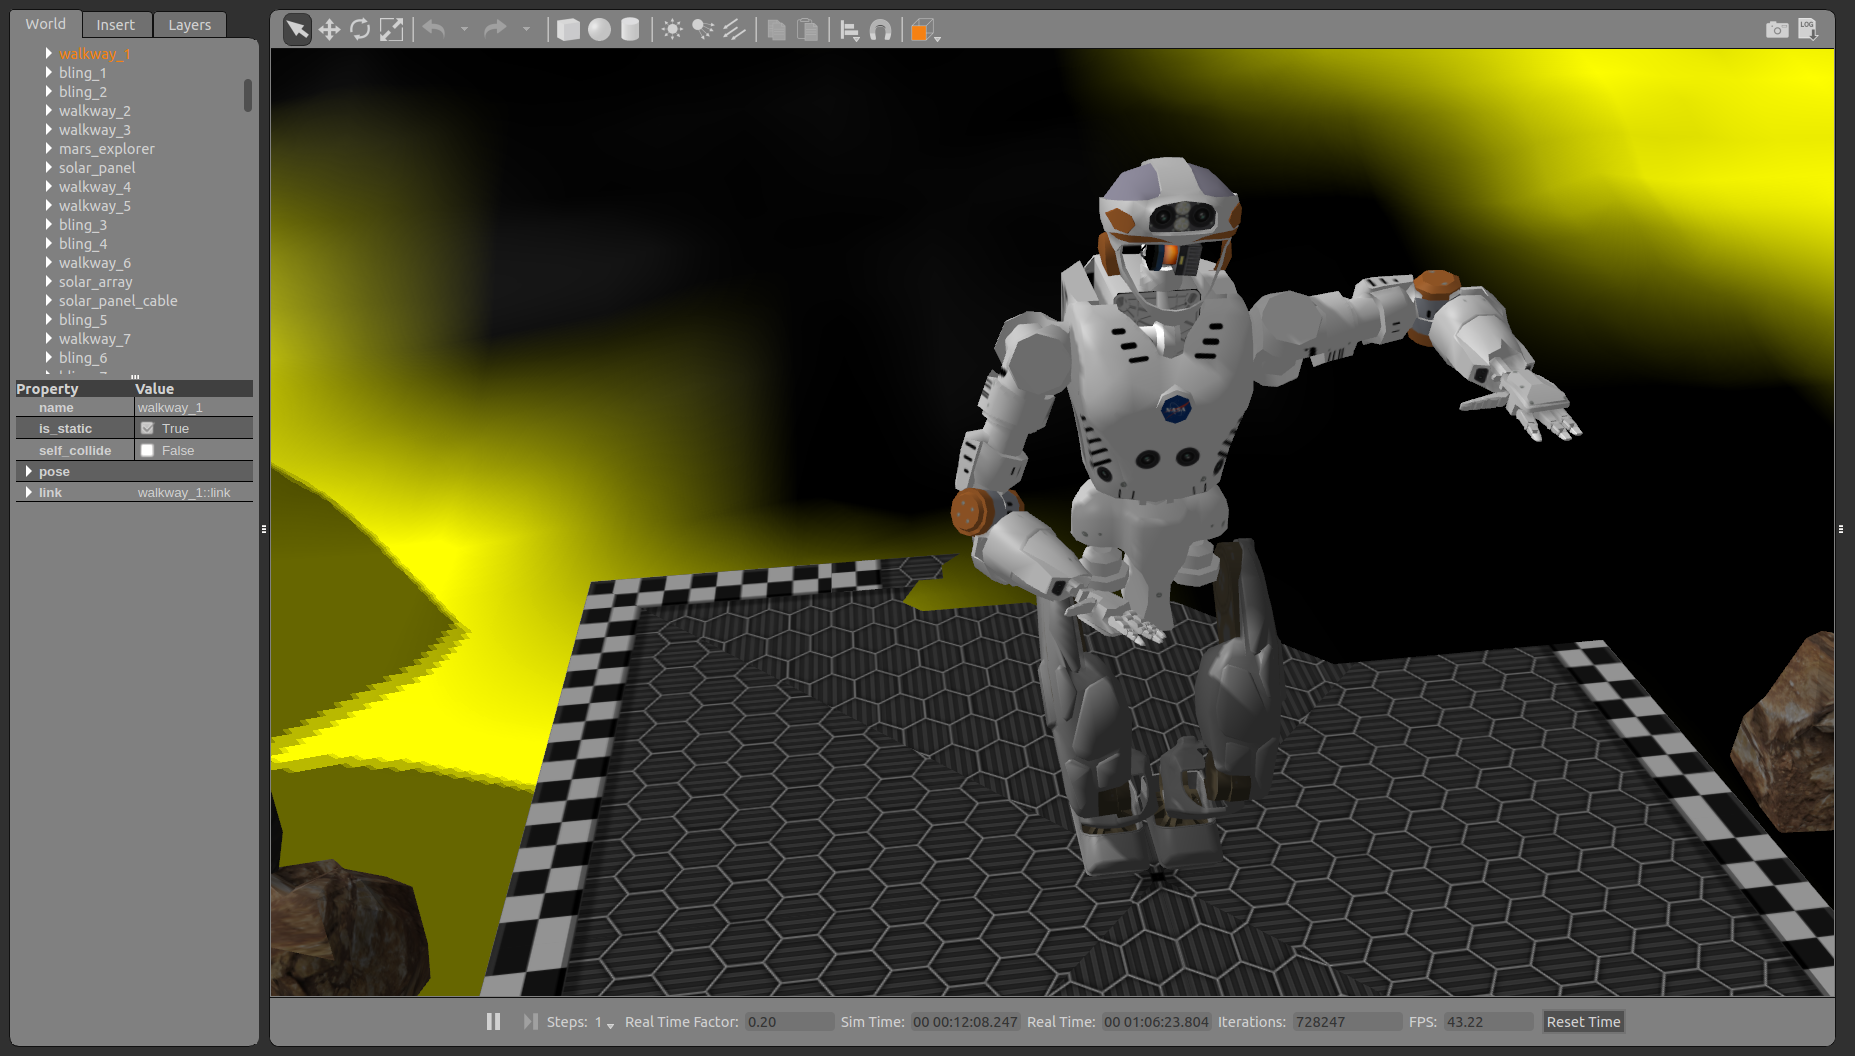 World Insert Layers
walkway_1
bling_1
bling_2
walkway_2
walkway_3
mars_explorer
solar_panel
walkway_4
walkway_5
bling_3
bling_4
walkway_6
solar_array
solar_panel_cable
bling_5
walkway_7
bling_6
Property Value
name walkway_1
is_static True
self_collide False
pose
link walkway_1::link
LOG
NASA
Steps: 1 Real Time Factor: 0.20 Sim Time: 00 00:12:08.247 Real Time: 00 01:06:23.804 Iterations: 728247 FPS: 43.22 Reset Time